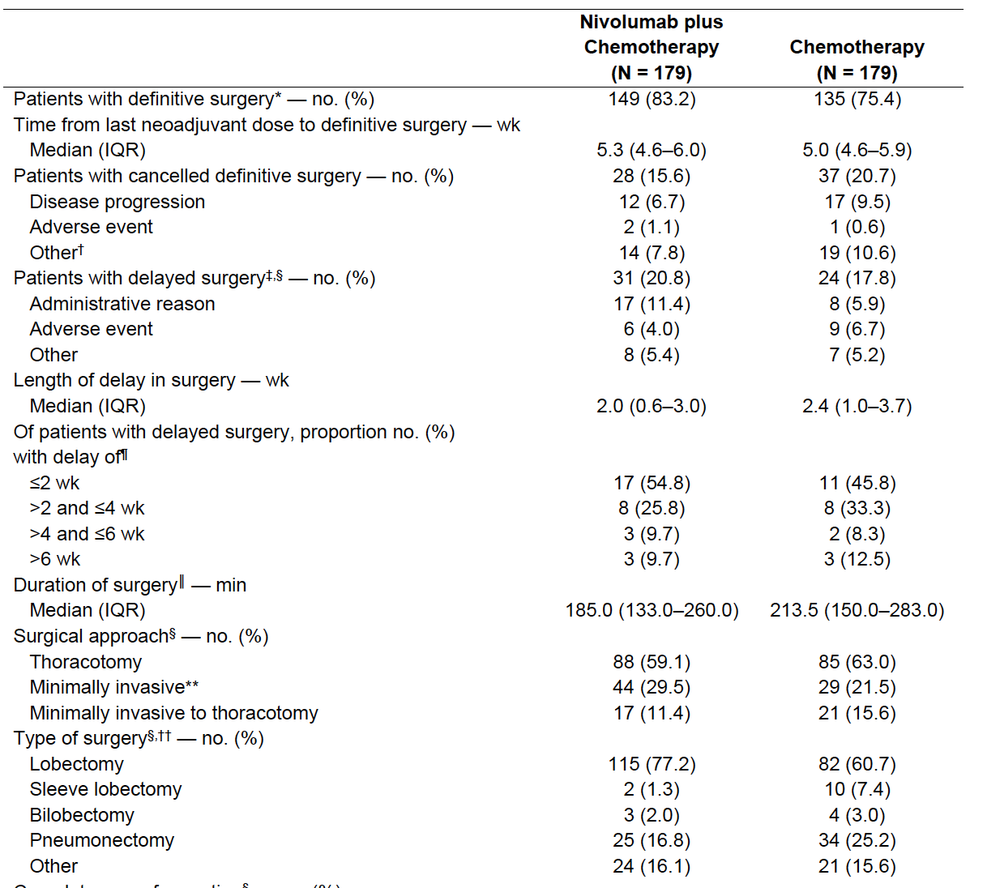 Nivolumab plus
Chemotherapy Chemotherapy
(N = 179) (N = 179)
Patients with definitive surgery* — no. (%) 149 (83.2) 135 (75.4)
Time from last neoadjuvant dose to definitive surgery — wk
Median (IQR) 5.3 (4.6–6.0) 5.0 (4.6–5.9)
Patients with cancelled definitive surgery — no. (%) 28 (15.6) 37 (20.7)
Disease progression 12 (6.7) 17 (9.5)
Adverse event 2 (1.1) 1 (0.6)
Other† 14 (7.8) 19 (10.6)
Patients with delayed surgery‡,§ — no. (%) 31 (20.8) 24 (17.8)
Administrative reason 17 (11.4) 8 (5.9)
Adverse event 6 (4.0) 9 (6.7)
Other 8 (5.4) 7 (5.2)
Length of delay in surgery — wk
Median (IQR) 2.0 (0.6–3.0) 2.4 (1.0–3.7)
Of patients with delayed surgery, proportion no. (%)
with delay of¶
≤2 wk 17 (54.8) 11 (45.8)
>2 and ≤4 wk 8 (25.8) 8 (33.3)
>4 and ≤6 wk 3 (9.7) 2 (8.3)
>6 wk 3 (9.7) 3 (12.5)
Duration of surgery‖ — min
Median (IQR) 185.0 (133.0–260.0) 213.5 (150.0–283.0)
Surgical approach§ — no. (%)
Thoracotomy 88 (59.1) 85 (63.0)
Minimally invasive** 44 (29.5) 29 (21.5)
Minimally invasive to thoracotomy 17 (11.4) 21 (15.6)
Type of surgery§,†† — no. (%)
Lobectomy 115 (77.2) 82 (60.7)
Sleeve lobectomy 2 (1.3) 10 (7.4)
Bilobectomy 3 (2.0) 4 (3.0)
Pneumonectomy 25 (16.8) 34 (25.2)
Other 24 (16.1) 21 (15.6)